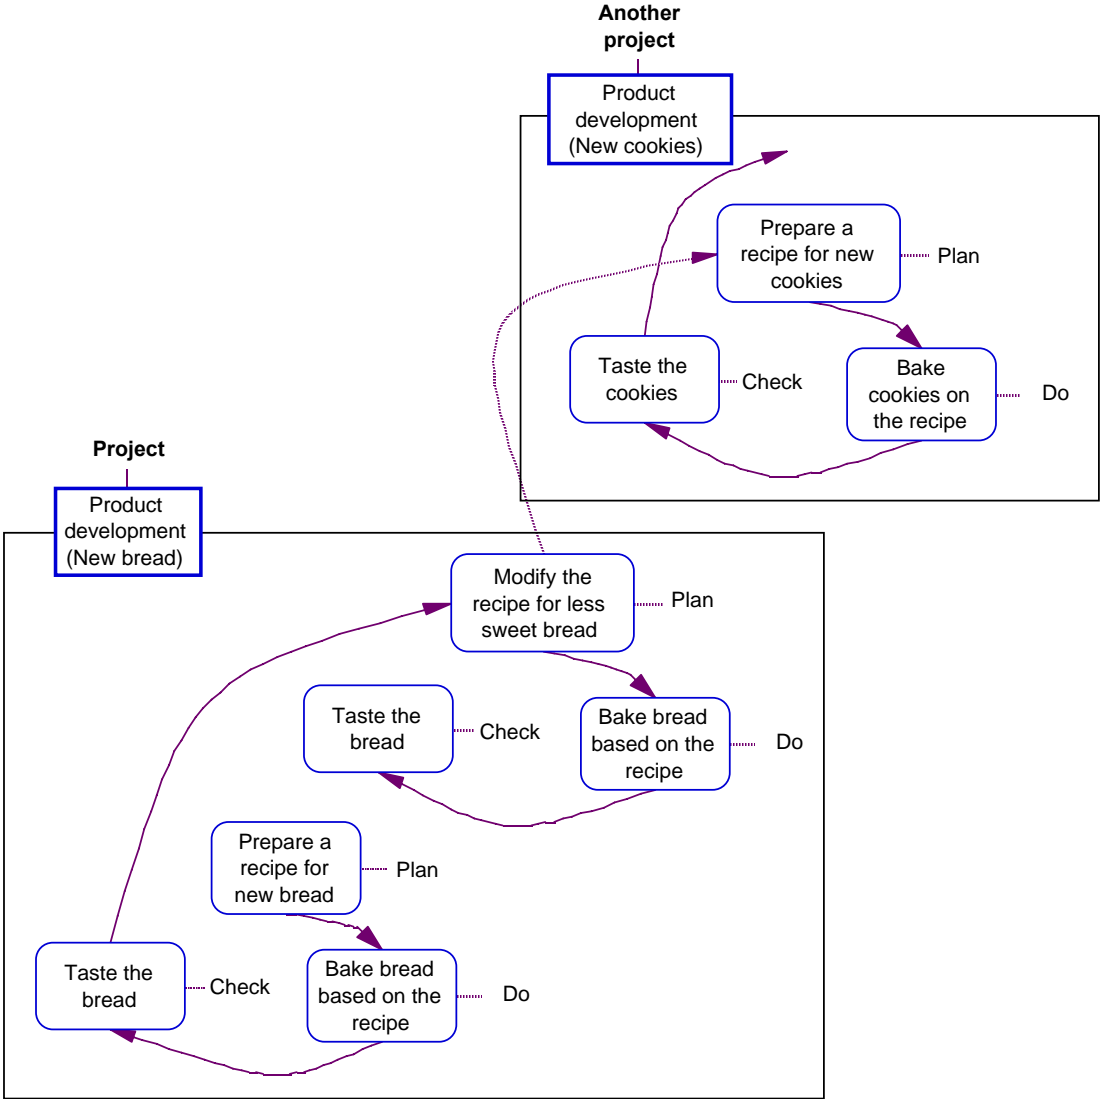 Another
project
Product
development
(New cookies)
Prepare a
recipe for new
cookies
Plan
Taste the
cookies
Check
Bake
cookies on
the recipe
Do
Project
Product
development
(New bread)
Modify the
recipe for less
sweet bread
Plan
Taste the
bread
Check
Bake bread
based on the
recipe
Do
Prepare a
recipe for
new bread
Plan
Taste the
bread
Check
Bake bread
based on the
recipe
Do